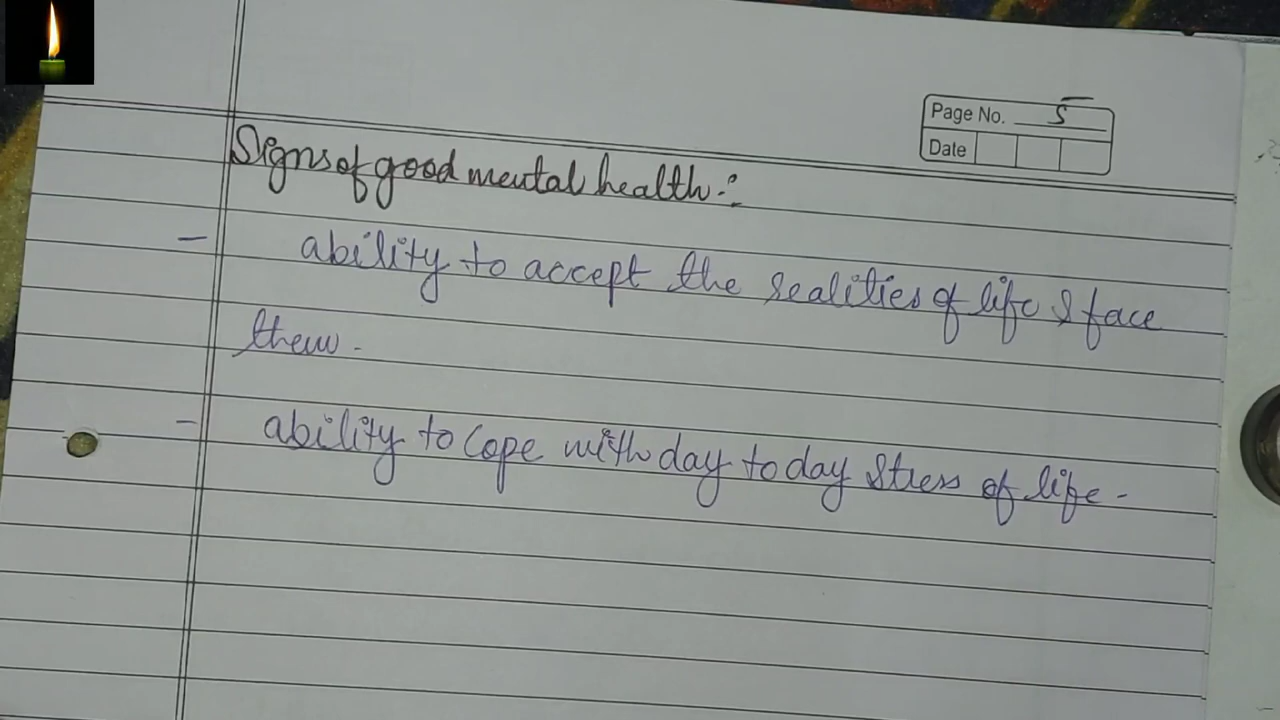 Page No. 5
Date
Signs of good mental health :-
- ability to accept the realities of life & face
them.
- ability to cope with day to day stress of life -